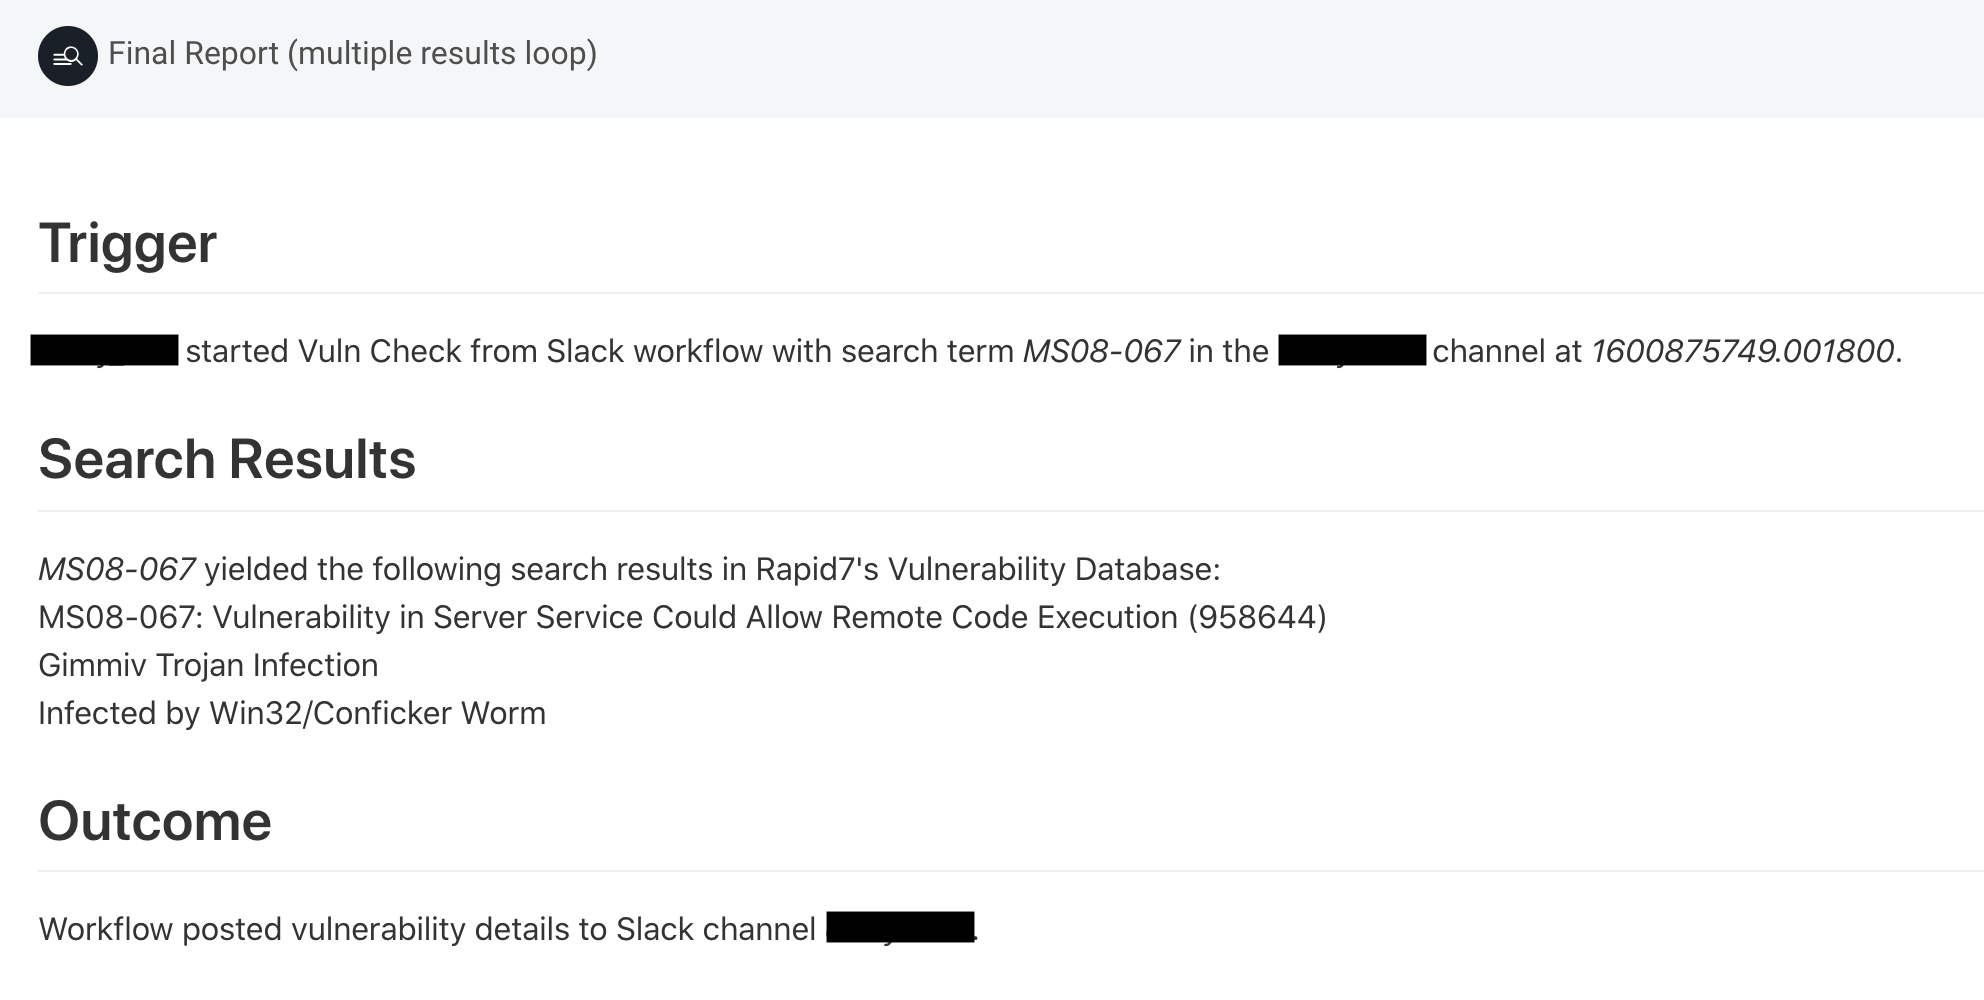 Final Report (multiple results loop)
Trigger
started Vuln Check from Slack workflow with search term MS08-067 in the channel at 1600875749.001800.
Search Results
MS08-067 yielded the following search results in Rapid7's Vulnerability Database:
MS08-067: Vulnerability in Server Service Could Allow Remote Code Execution (958644)
Gimmiv Trojan Infection
Infected by Win32/Conficker Worm
Outcome
Workflow posted vulnerability details to Slack channel .